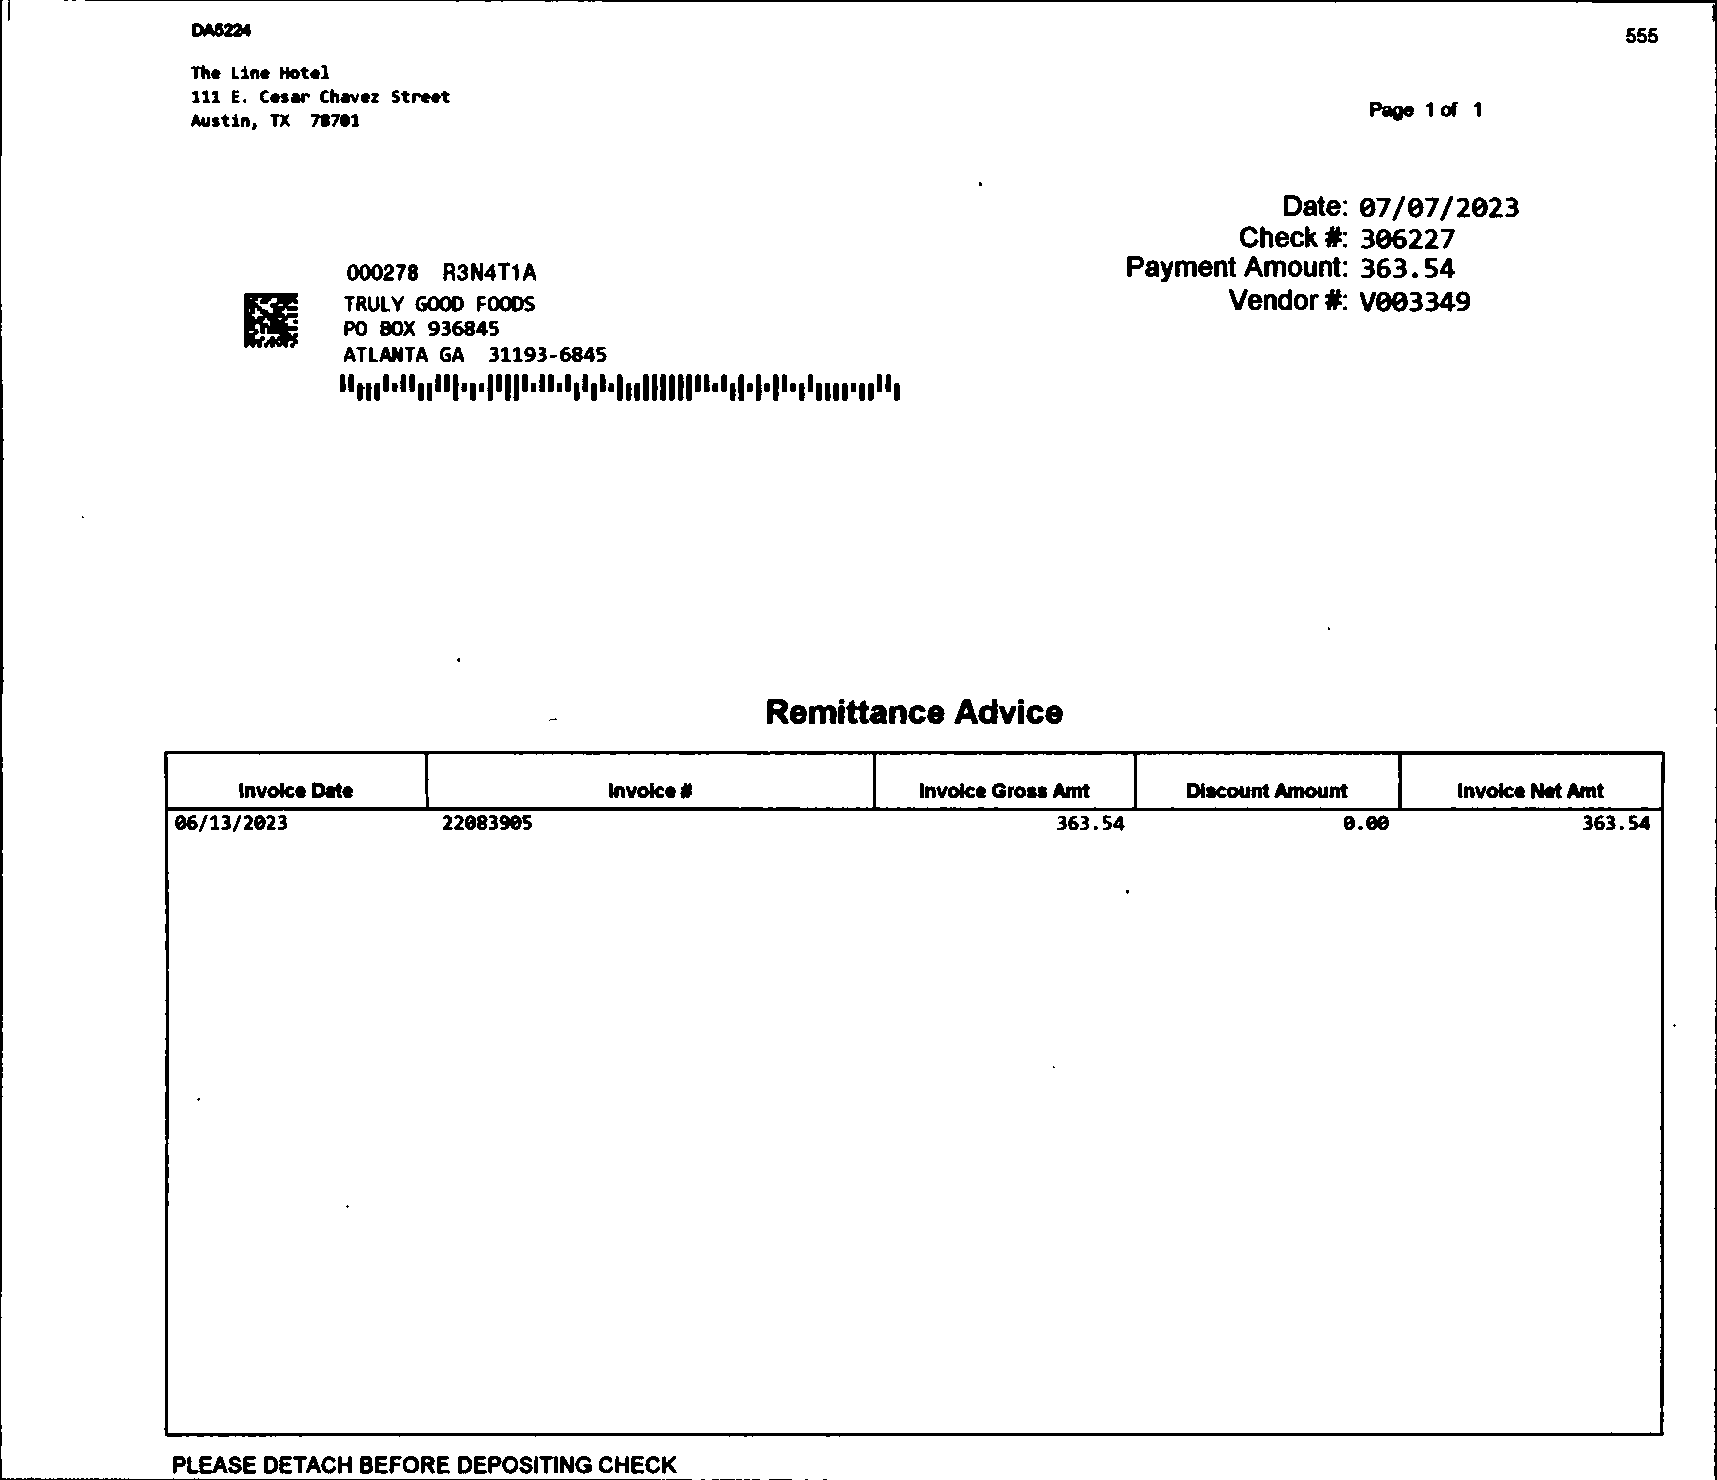 DA5224
555
The Line Hotel
111 E. Cesar Chavez Street
Austin, TX 78701
Page 1 of 1
Date: 07/07/2023
Check #: 306227
Payment Amount: 363.54
Vendor #: V003349
000278 R3N4T1A
TRULY GOOD FOODS
PO BOX 936845
ATLANTA GA 31193-6845
Remittance Advice
Invoice Date Invoice # Invoice Gross Amt Discount Amount Invoice Net Amt
06/13/2023 22083905 363.54 0.00 363.54
PLEASE DETACH BEFORE DEPOSITING CHECK